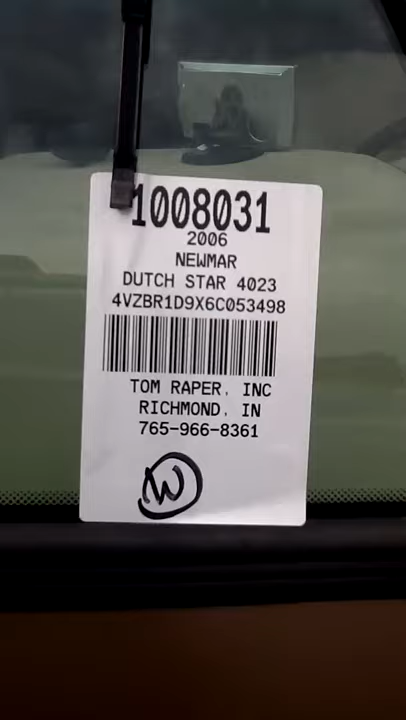 1008031
2006
NEWMAR
DUTCH STAR 4023
4VZBR1D9X6C053498
TOM RAPER, INC
RICHMOND, IN
765-966-8361
W